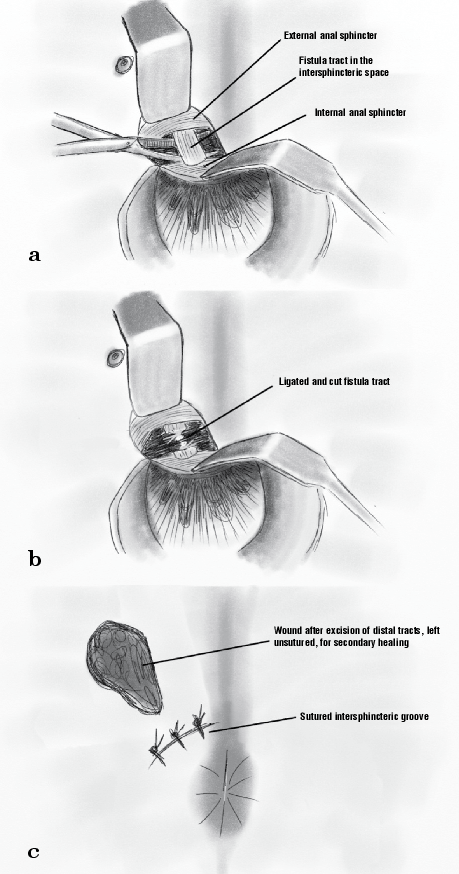 External anal sphincter
Fistula tract in the
intersphincteric space
Internal anal sphincter
a
Ligated and cut fistula tract
b
Wound after excision of distal tracts, left
unsutured, for secondary healing
Sutured intersphincteric groove
c